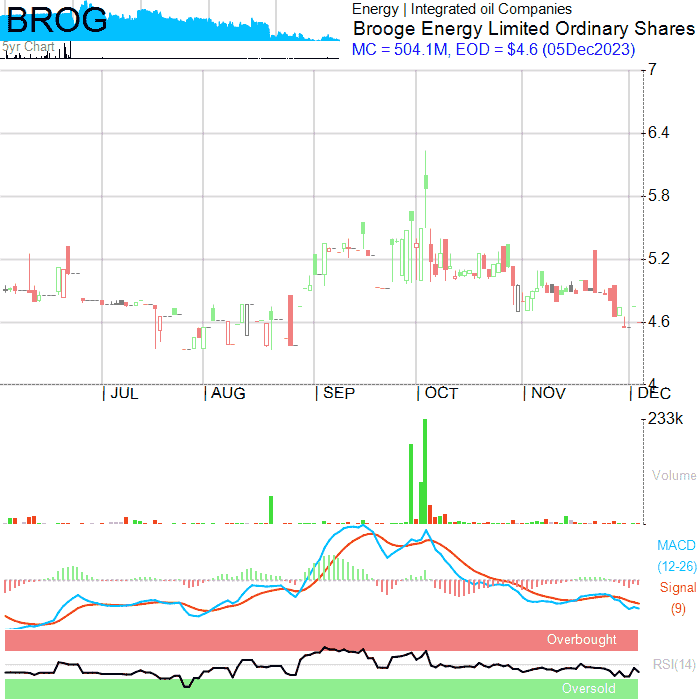 BROG
5yr Chart
Energy | Integrated oil Companies
Brooge Energy Limited Ordinary Shares
MC = 504.1M, EOD = $4.6 (05Dec2023)
7
6.4
5.8
5.2
4.6
4
JUL
AUG
SEP
OCT
NOV
DEC
233k
Volume
MACD
(12-26)
Signal
(9)
Overbought
RSI(14)
Oversold